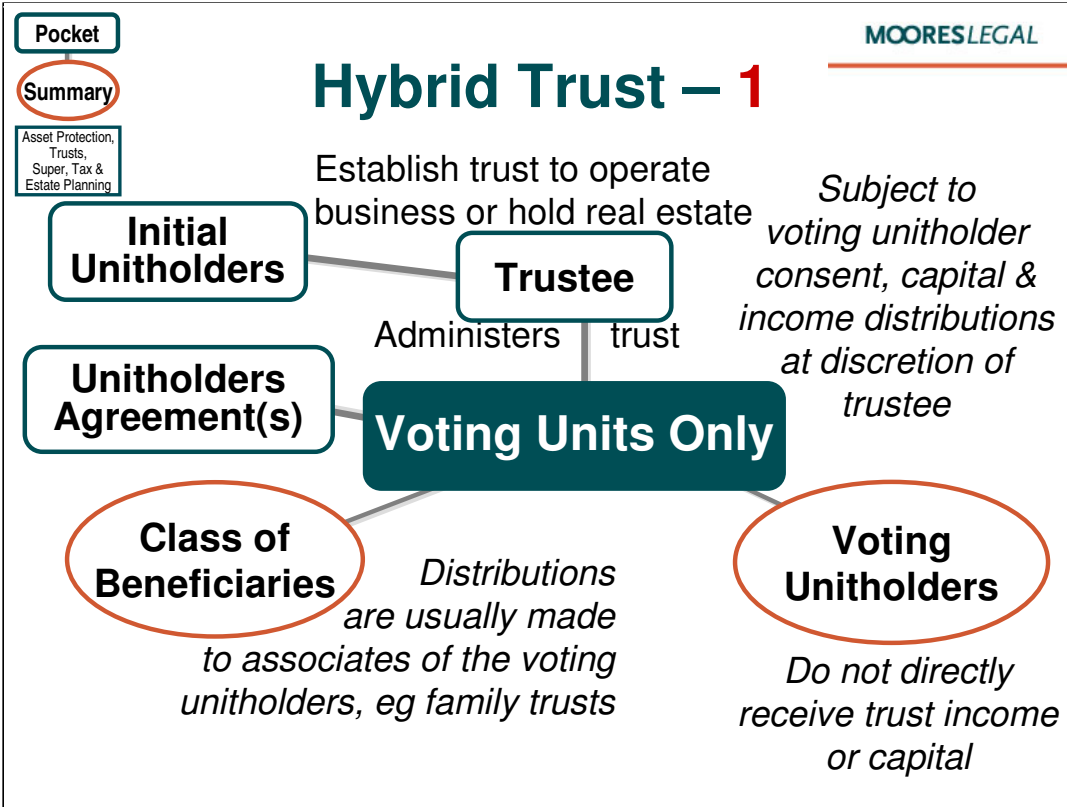 Pocket
Summary
Asset Protection,
Trusts,
Super, Tax &
Estate Planning
MOORESLEGAL
Hybrid Trust – 1
Establish trust to operate
business or hold real estate
Initial
Unitholders
Trustee
Subject to
voting unitholder
consent, capital &
income distributions
at discretion of
trustee
Administers trust
Unitholders
Agreement(s)
Voting Units Only
Class of
Beneficiaries
Distributions
are usually made
to associates of the voting
unitholders, eg family trusts
Voting
Unitholders
Do not directly
receive trust income
or capital